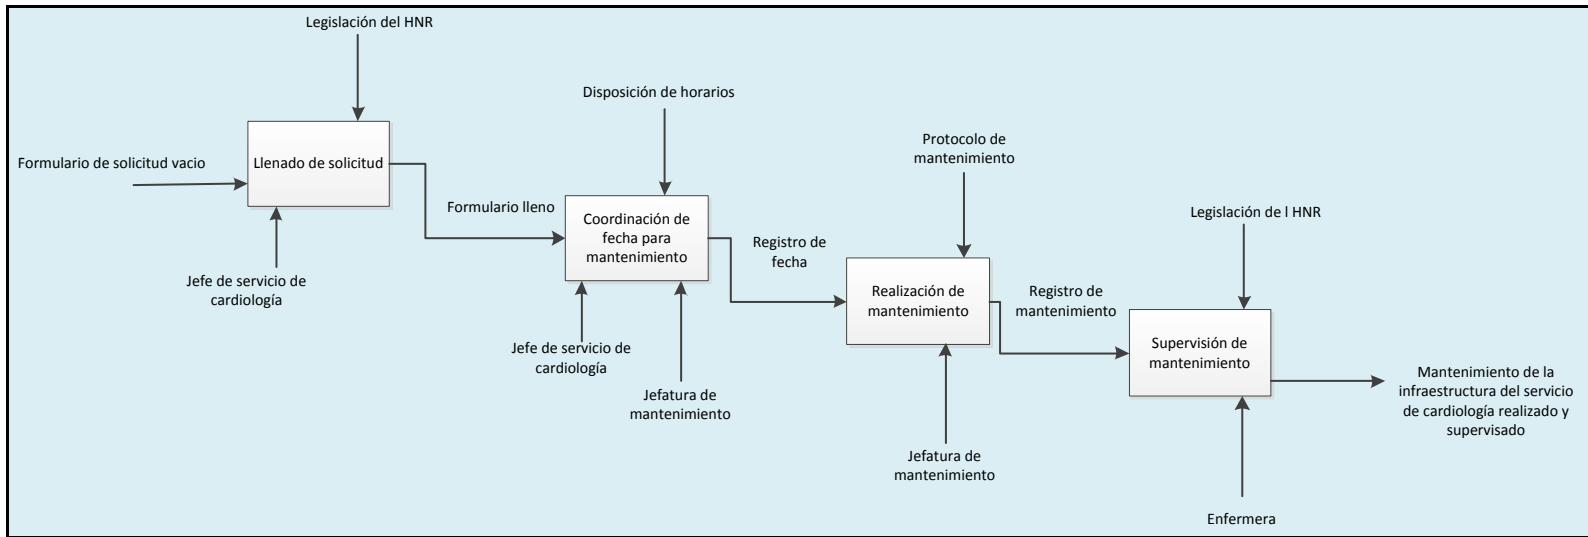 Legislación del HNR
Disposición de horarios
Protocolo de
mantenimiento
Formulario de solicitud vacio
Llenado de solicitud
Formulario lleno
Coordinación de
fecha para
mantenimiento
Registro de
fecha
Legislación de l HNR
Jefe de servicio de
cardiología
Realización de
mantenimiento
Registro de
mantenimiento
Jefe de servicio de
cardiología
Supervisión de
mantenimiento
Jefatura de
mantenimiento
Mantenimiento de la
infraestructura del servicio
de cardiología realizado y
supervisado
Jefatura de
mantenimiento
Enfermera